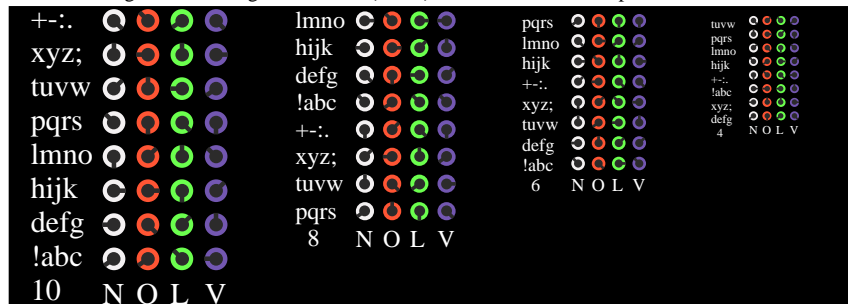 +-:.
xyz;
tuvw
pqrs
lmno
hijk
defg
!abc
10 N O L V
lmno
hijk
defg
!abc
+-:.
xyz;
tuvw
pqrs
8 N O L V
pqrs
lmno
hijk
+-:.
xyz;
tuvw
defg
!abc
6 N O L V
tuvw
pqrs
lmno
hijk
+-:.
!abc
xyz;
defg
4 N O L V